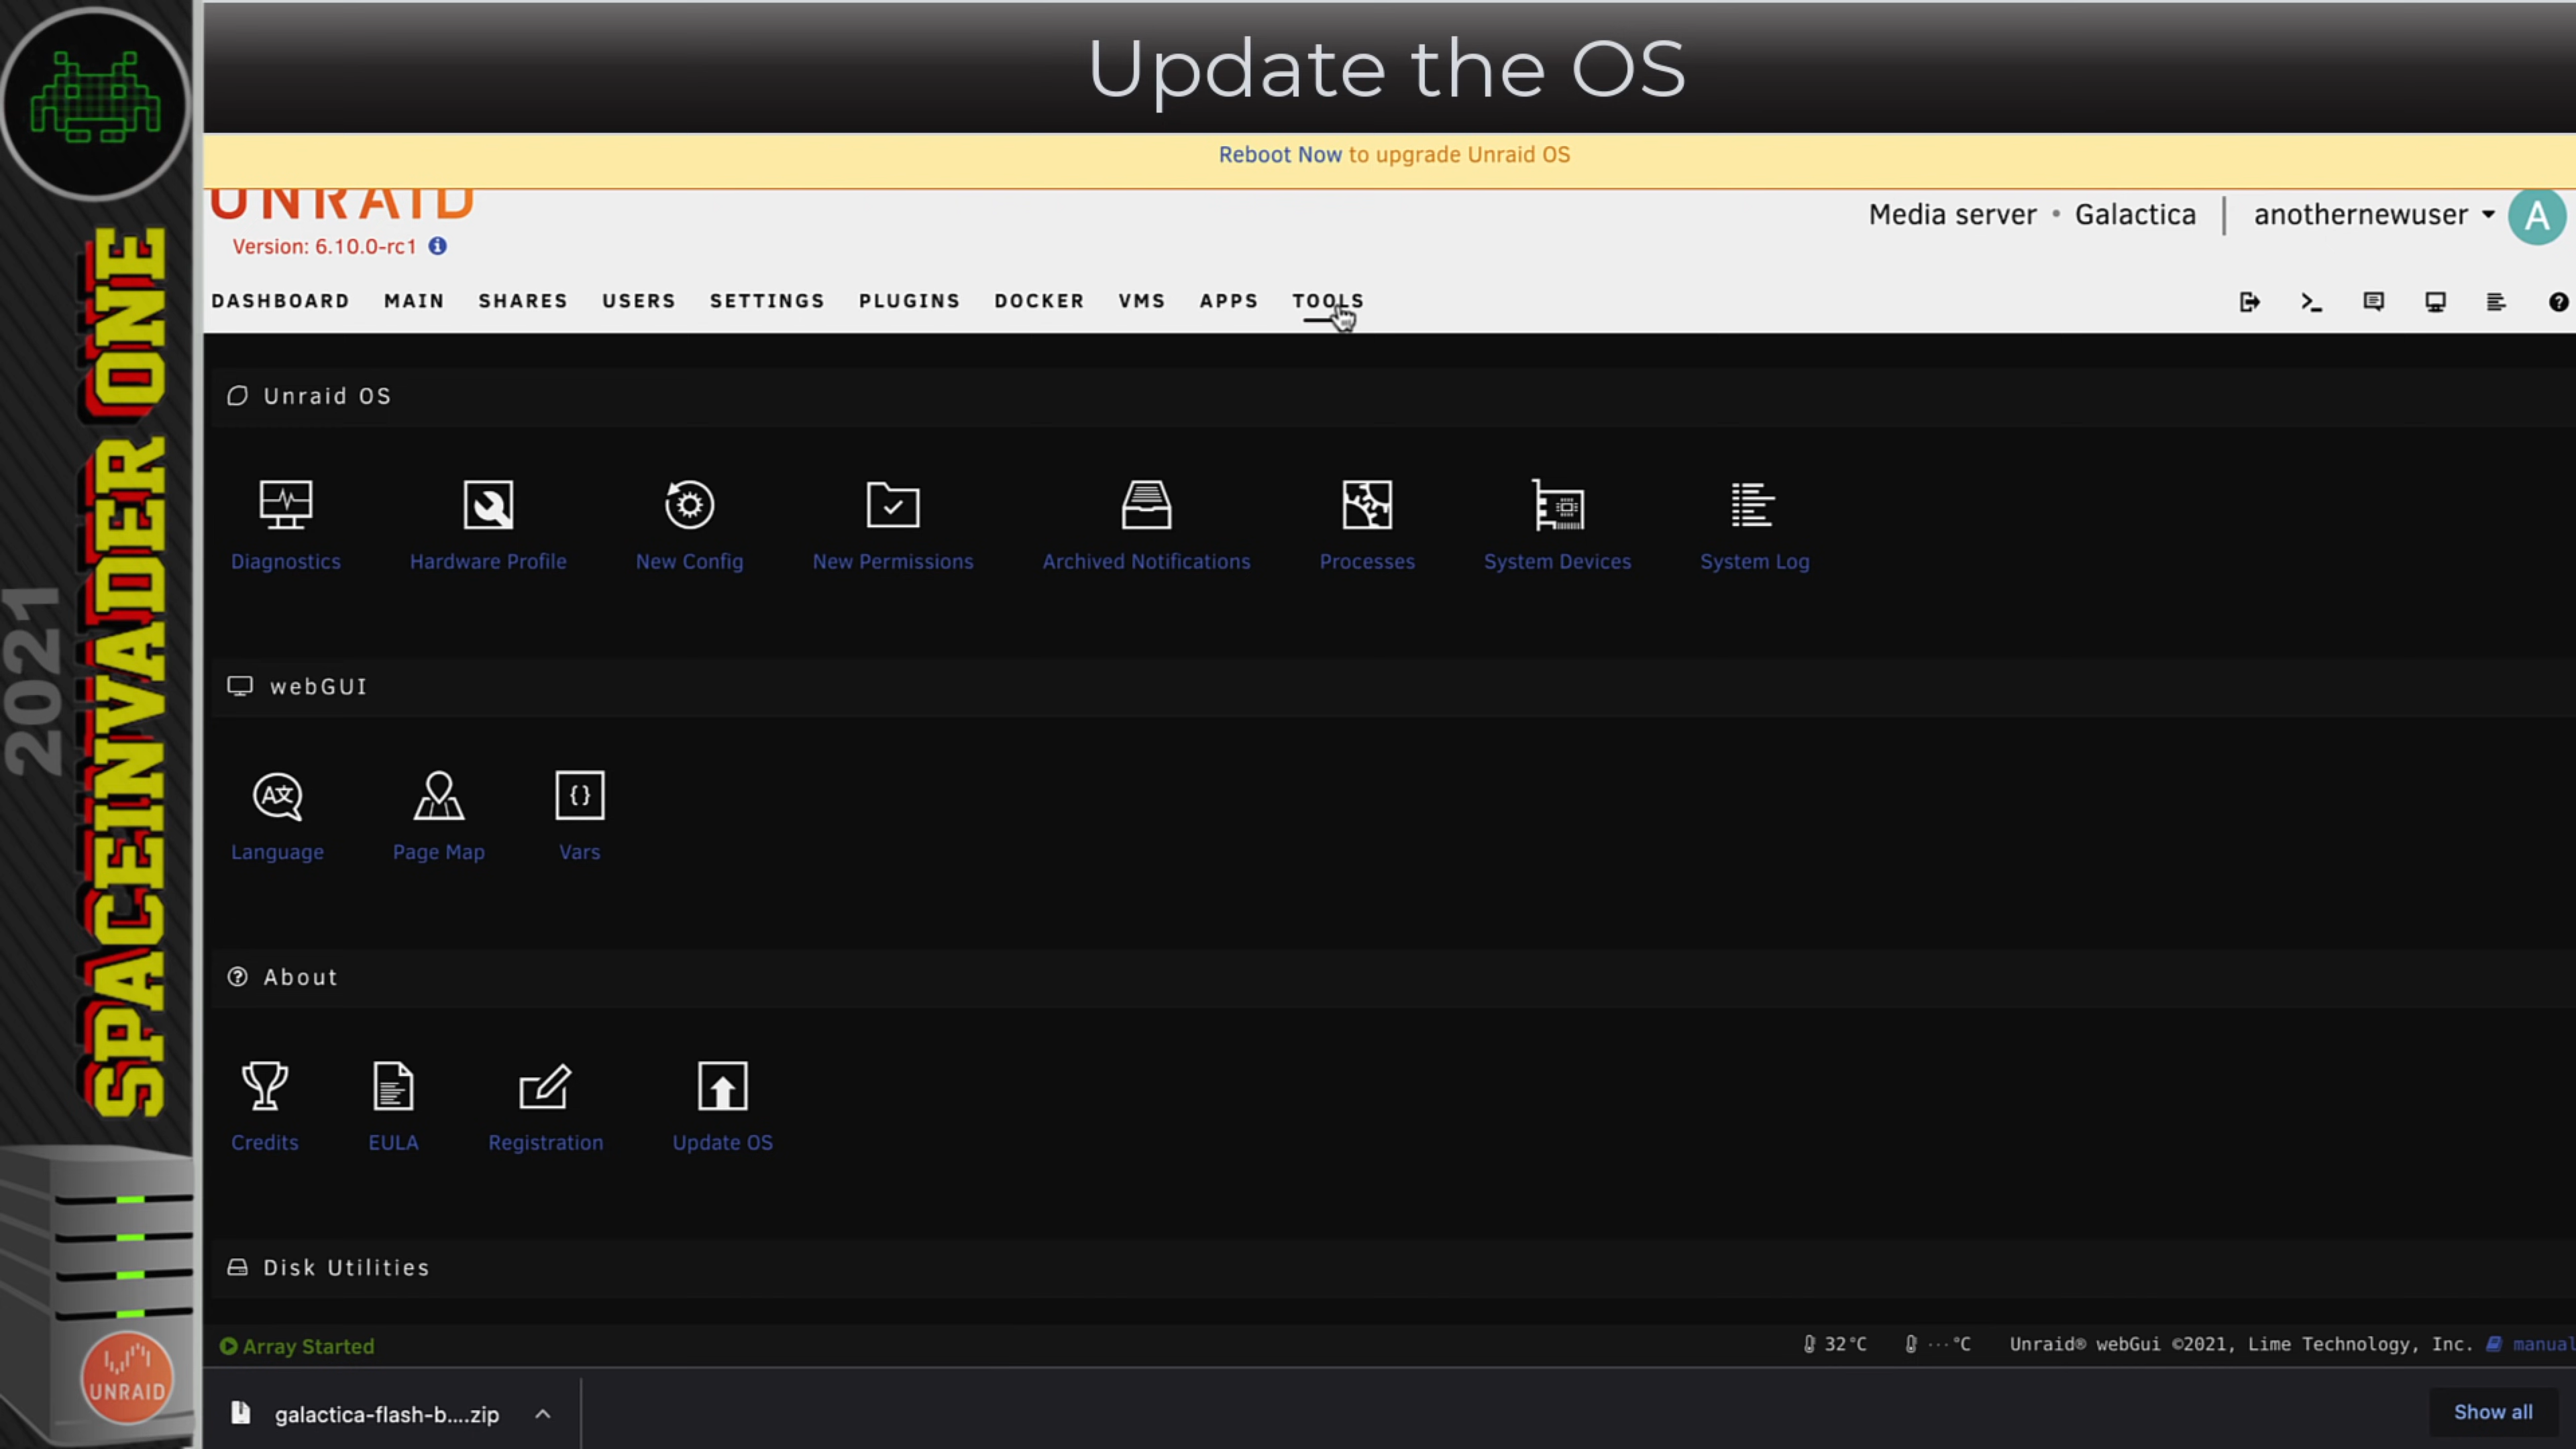 Update the OS
Reboot Now to upgrade Unraid OS
UNRAID
Version: 6.10.0-rc1
Media server • Galactica | anothernewuser A
DASHBOARD MAIN SHARES USERS SETTINGS PLUGINS DOCKER VMS APPS TOOLS
Unraid OS
Diagnostics Hardware Profile New Config New Permissions Archived Notifications Processes System Devices System Log
webGUI
Language Page Map Vars
About
Credits EULA Registration Update OS
Disk Utilities
Array Started
32°C ...°C Unraid® webGui ©2021, Lime Technology, Inc. manual
galactica-flash-b....zip
Show all
2021
SPACEINVADER ONE
UNRAID